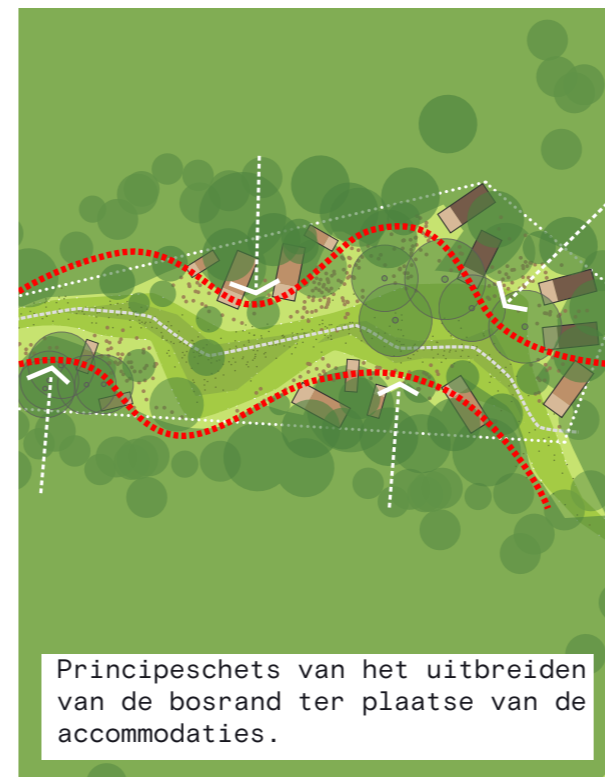 Principeschets van het uitbreiden
van de bosrand ter plaatse van de
accommodaties.